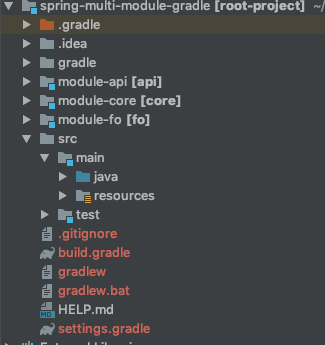 spring-multi-module-gradle [root-project] ~/
.gradle
.idea
gradle
module-api [api]
module-core [core]
module-fo [fo]
src
main
java
resources
test
.gitignore
build.gradle
gradlew
gradlew.bat
HELP.md
settings.gradle